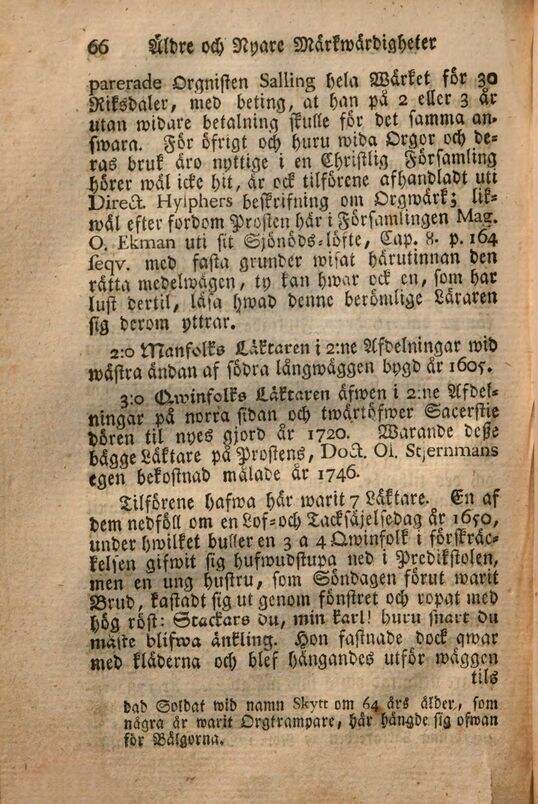 66 Äldre och Nyare Märkwärdigheter
parerade Orgnisten Salling hela Wärket för 30
Riksdaler, med beting, at han på 2 eller 3 år
utan widare betalning skulle för det samma an-
swara. För öfrigt och huru wida Orgor och de-
ras bruk äro nyttige i en Christlig Församling
hörer wäl icke hit, är ock tilförene afhandladt uti
Direct. Hylphers beskrifning om Orgwärk; lik-
wäl efter fordom Prosten här i Församlingen Mag.
O. Ekman uti sit Sjönöds-löfte, Cap. 8. p. 164
seqv. med fasta grunder wisat härutinnan den
rätta medelwägen, ty kan hwar ock en, som har
lust dertil, läsa hwad denne berömlige Läraren
sig derom yttrar.
2:o Manfolks Läktaren i 2:ne Afdelningar wid
wästra ändan af södra långwäggen bygd år 1605.
3:o Qwinfolks Läktaren äfwen i 2:ne Afdel-
ningar på norra sidan och twärtöfwer Sacerstie
dören til nyes gjord år 1720. Warande desse
bägge Läktare på Prostens, Doct. Ol. Stjernmans
egen bekostnad målade år 1746.
Tilförene hafwa här warit 7 Läktare. En af
dem nedföll om en Lof- och Tacksäjelsedag år 1650,
under hwilket buller en 3 a 4 Qwinfolk i förskräc-
kelsen gifwit sig hufwudstupa ned i Predikstolen,
men en ung hustru, som Söndagen förut warit
Brud, kastadt sig ut genom fönstret och ropat med
hög röst: Stackars du, min karl! huru snart du
måste blifwa änkling. Hon fastnade dock qwar
med kläderna och blef hängandes utför wäggen
tils
dad Soldat wid namn Skytt om 64 års ålder, som
några år warit Orgtrampare, här hängde sig ofwan
för Bälgorna.